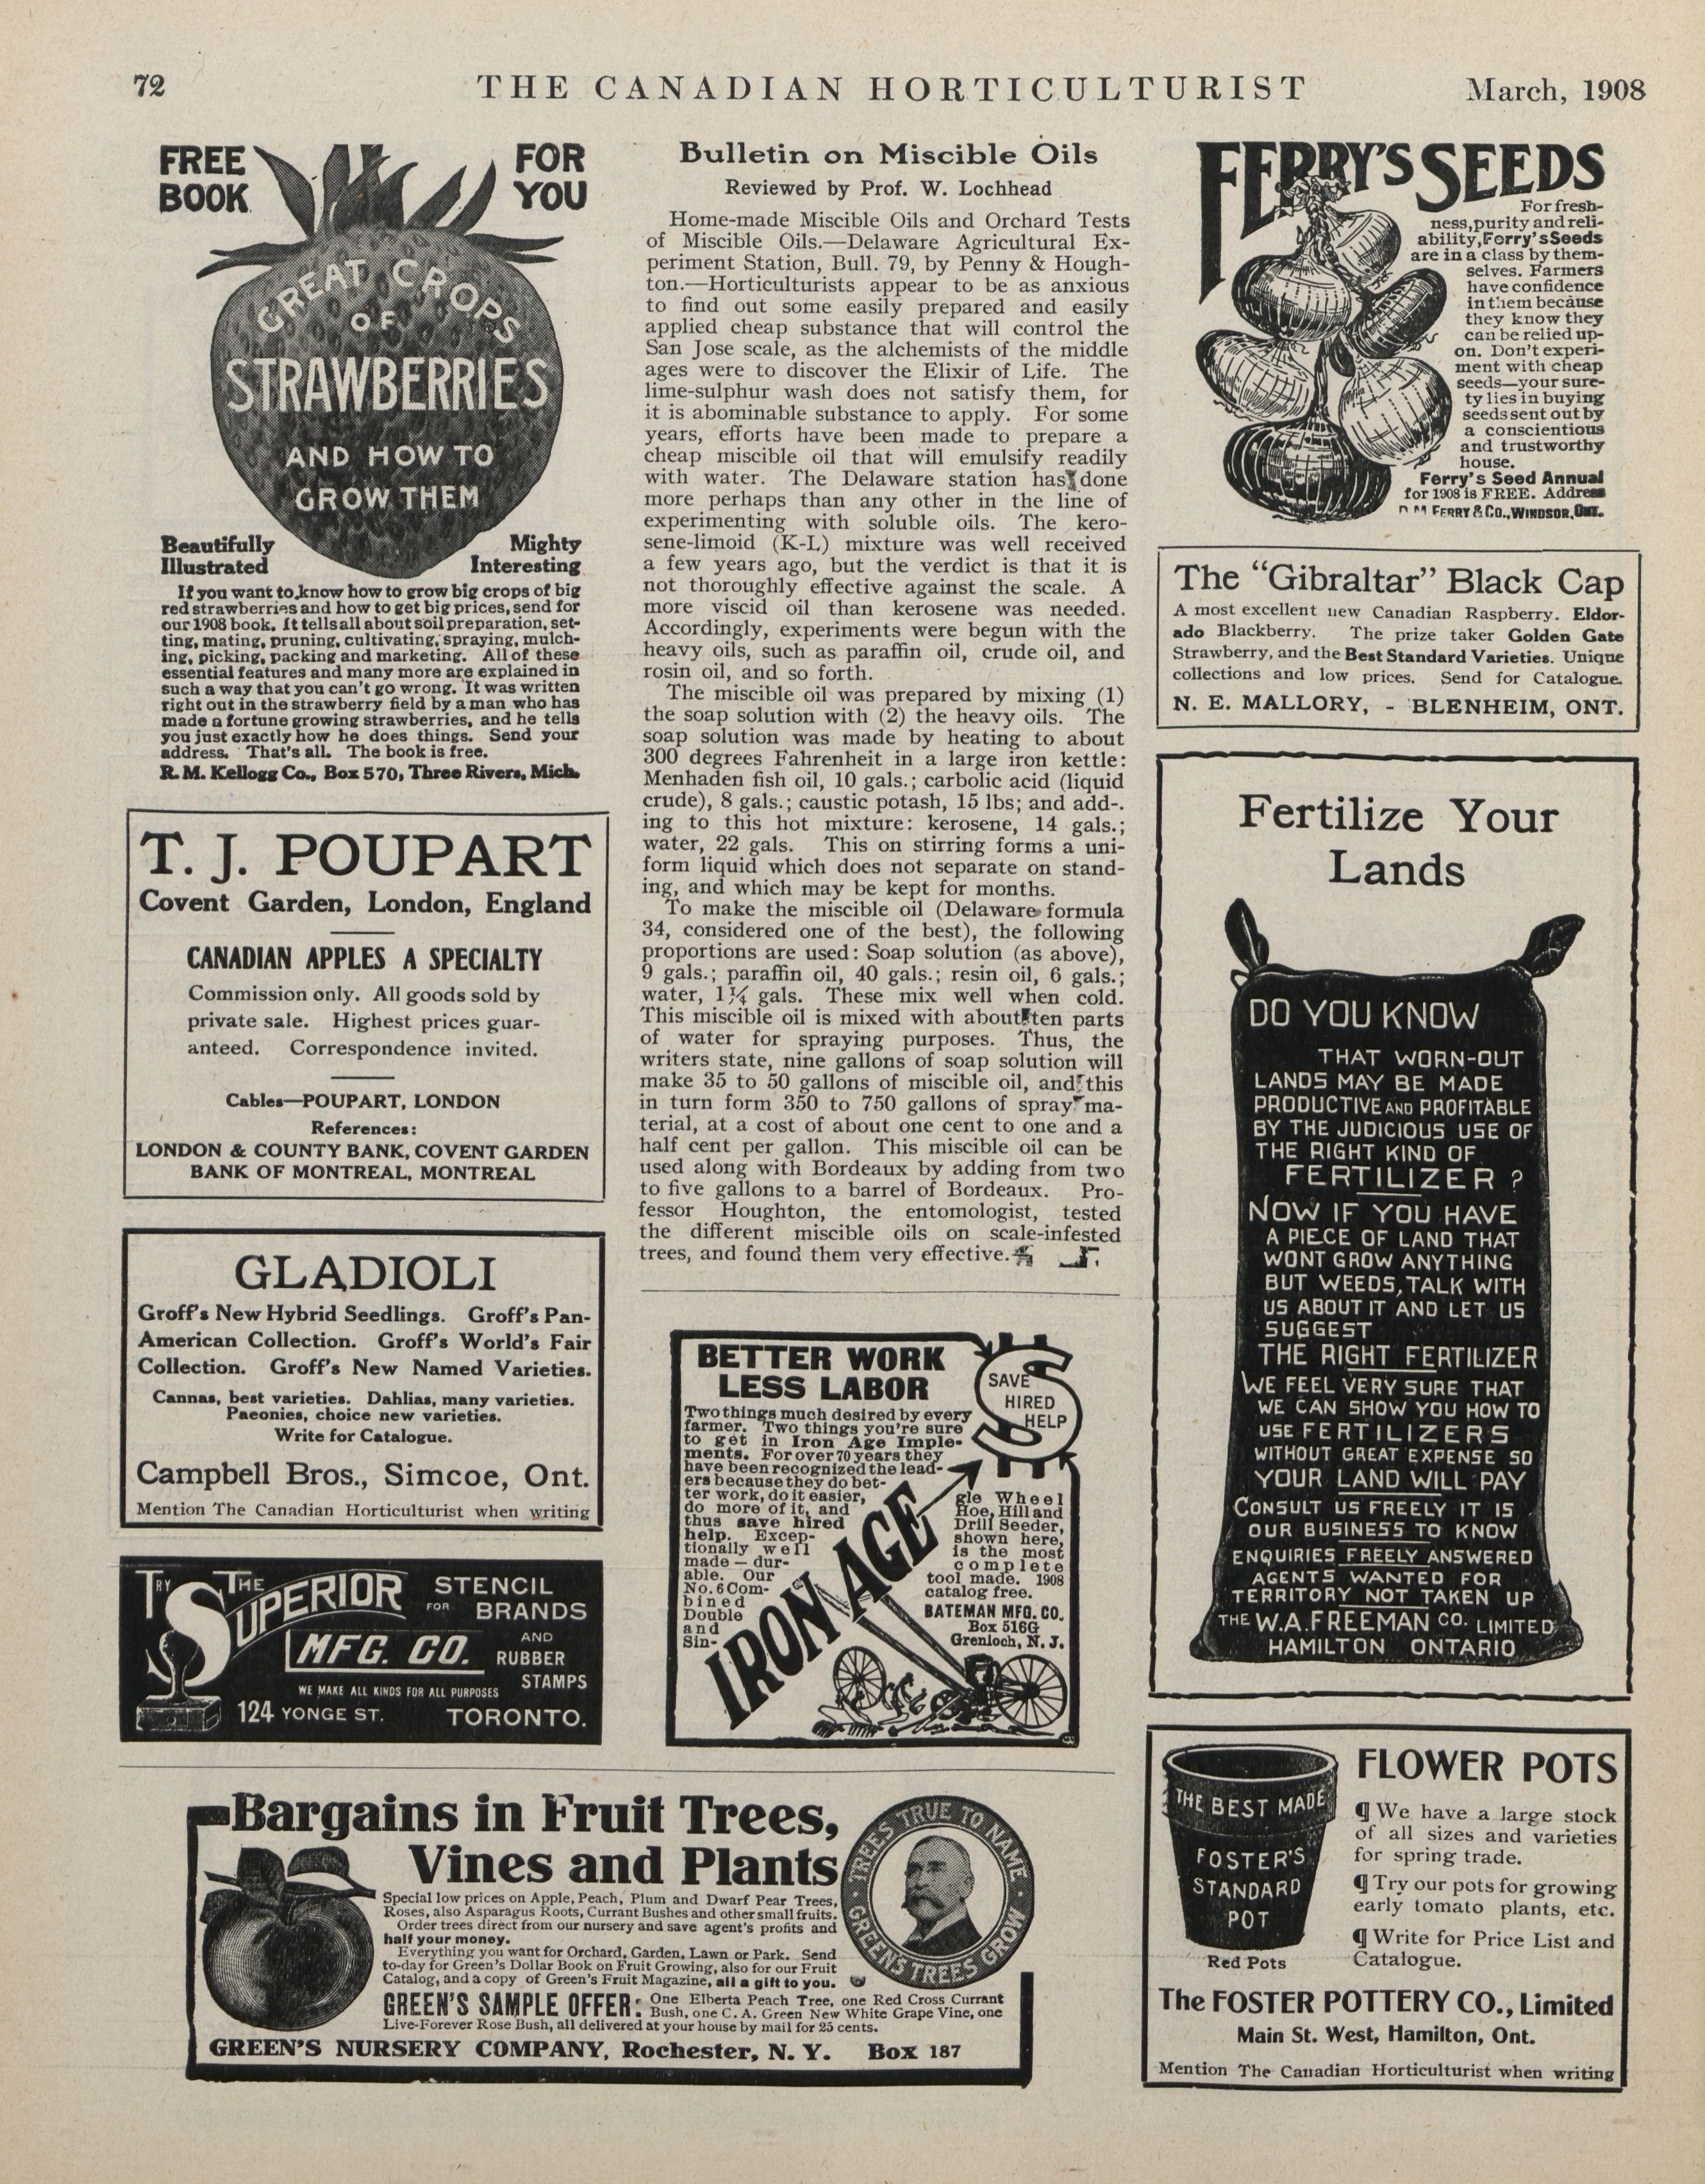 72
THE CANADIAN HORTICULTURIST
March, 1908
FREE
BOOK
FOR
YOU
GREAT CROPS
OF
STRAWBERRIES
AND HOW TO
GROW THEM
Beautifully
Illustrated
Mighty
Interesting
If you want to know how to grow big crops of big
red strawberries and how to get big prices, send for
our 1908 book. It tells all about soil preparation, set-
ting, mating, pruning, cultivating, spraying, mulch-
ing, picking, packing and marketing. All of these
essential features and many more are explained in
such a way that you can't go wrong. It was written
right out in the strawberry field by a man who has
made a fortune growing strawberries, and he tells
you just exactly how he does things. Send your
address. That's all. The book is free.
R. M. Kellogg Co., Box 570, Three Rivers, Mich.
T. J. POUPART
Covent Garden, London, England
CANADIAN APPLES A SPECIALTY
Commission only. All goods sold by
private sale. Highest prices guar-
anteed. Correspondence invited.
Cables—POUPART, LONDON
References:
LONDON & COUNTY BANK, COVENT GARDEN
BANK OF MONTREAL, MONTREAL
GLADIOLI
Groff's New Hybrid Seedlings. Groff's Pan-
American Collection. Groff's World's Fair
Collection. Groff's New Named Varieties.
Cannas, best varieties. Dahlias, many varieties.
Paeonies, choice new varieties.
Write for Catalogue.
Campbell Bros., Simcoe, Ont.
Mention The Canadian Horticulturist when writing
TRY THE SUPERIOR
MFG. CO.
FOR
STENCIL
BRANDS
AND
RUBBER
STAMPS
WE MAKE ALL KINDS FOR ALL PURPOSES
124 YONGE ST. TORONTO.
Bulletin on Miscible Oils
Reviewed by Prof. W. Lochhead
Home-made Miscible Oils and Orchard Tests
of Miscible Oils.—Delaware Agricultural Ex-
periment Station, Bull. 79, by Penny & Hough-
ton.—Horticulturists appear to be as anxious
to find out some easily prepared and easily
applied cheap substance that will control the
San Jose scale, as the alchemists of the middle
ages were to discover the Elixir of Life. The
lime-sulphur wash does not satisfy them, for
it is abominable substance to apply. For some
years, efforts have been made to prepare a
cheap miscible oil that will emulsify readily
with water. The Delaware station has done
more perhaps than any other in the line of
experimenting with soluble oils. The kero-
sene-limoid (K-L) mixture was well received
a few years ago, but the verdict is that it is
not thoroughly effective against the scale. A
more viscid oil than kerosene was needed.
Accordingly, experiments were begun with the
heavy oils, such as paraffin oil, crude oil, and
rosin oil, and so forth.
The miscible oil was prepared by mixing (1)
the soap solution with (2) the heavy oils. The
soap solution was made by heating to about
300 degrees Fahrenheit in a large iron kettle:
Menhaden fish oil, 10 gals.; carbolic acid (liquid
crude), 8 gals.; caustic potash, 15 lbs; and add-.
ing to this hot mixture: kerosene, 14 gals.;
water, 22 gals. This on stirring forms a uni-
form liquid which does not separate on stand-
ing, and which may be kept for months.
To make the miscible oil (Delaware formula
34, considered one of the best), the following
proportions are used: Soap solution (as above),
9 gals.; paraffin oil, 40 gals.; resin oil, 6 gals.;
water, 1¼ gals. These mix well when cold.
This miscible oil is mixed with about ten parts
of water for spraying purposes. Thus, the
writers state, nine gallons of soap solution will
make 35 to 50 gallons of miscible oil, and this
in turn form 350 to 750 gallons of spray ma-
terial, at a cost of about one cent to one and a
half cent per gallon. This miscible oil can be
used along with Bordeaux by adding from two
to five gallons to a barrel of Bordeaux. Pro-
fessor Houghton, the entomologist, tested
the different miscible oils on scale-infested
trees, and found them very effective.
BETTER WORK
LESS LABOR
SAVE
HIRED
HELP
Two things much desired by every
farmer. Two things you're sure
to get in Iron Age Imple-
ments. For over 70 years they
have been recognized the lead-
ers because they do bet-
ter work, do it easier,
do more of it, and
thus save hired
help. Excep-
tionally well
made — dur-
able. Our
No. 6 Com-
bined
Double
and
Sin-
gle Wheel
Hoe, Hill and
Drill Seeder,
shown here,
is the most
complete
tool made. 1908
catalog free.
BATEMAN MFG. CO.
Box 516G
Grenloch, N. J.
IRON AGE
Bargains in Fruit Trees,
Vines and Plants
Special low prices on Apple, Peach, Plum and Dwarf Pear Trees,
Roses, also Asparagus Roots, Currant Bushes and other small fruits.
Order trees direct from our nursery and save agent's profits and
half your money.
Everything you want for Orchard, Garden, Lawn or Park. Send
to-day for Green's Dollar Book on Fruit Growing, also for our Fruit
Catalog, and a copy of Green's Fruit Magazine, all a gift to you.
GREEN'S SAMPLE OFFER: One Elberta Peach Tree, one Red Cross Currant
Bush, one C. A. Green New White Grape Vine, one
Live-Forever Rose Bush, all delivered at your house by mail for 25 cents.
GREEN'S NURSERY COMPANY, Rochester, N. Y. Box 187
TREES TRUE TO NAME
GREEN'S TREES GROW
FERRY'S SEEDS
For fresh-
ness, purity and reli-
ability, Ferry's Seeds
are in a class by them-
selves. Farmers
have confidence
in them because
they know they
can be relied up-
on. Don't experi-
ment with cheap
seeds—your sure-
ty lies in buying
seeds sent out by
a conscientious
and trustworthy
house.
Ferry's Seed Annual
for 1908 is FREE. Address
D. M. FERRY & CO., WINDSOR, ONT.
The "Gibraltar" Black Cap
A most excellent new Canadian Raspberry. Eldor-
ado Blackberry. The prize taker Golden Gate
Strawberry, and the Best Standard Varieties. Unique
collections and low prices. Send for Catalogue.
N. E. MALLORY, - BLENHEIM, ONT.
Fertilize Your
Lands
DO YOU KNOW
THAT WORN-OUT
LANDS MAY BE MADE
PRODUCTIVE AND PROFITABLE
BY THE JUDICIOUS USE OF
THE RIGHT KIND OF
FERTILIZER ?
NOW IF YOU HAVE
A PIECE OF LAND THAT
WONT GROW ANYTHING
BUT WEEDS, TALK WITH
US ABOUT IT AND LET US
SUGGEST
THE RIGHT FERTILIZER
WE FEEL VERY SURE THAT
WE CAN SHOW YOU HOW TO
USE FERTILIZERS
WITHOUT GREAT EXPENSE SO
YOUR LAND WILL PAY
CONSULT US FREELY IT IS
OUR BUSINESS TO KNOW
ENQUIRIES FREELY ANSWERED
AGENTS WANTED FOR
TERRITORY NOT TAKEN UP
THE W.A. FREEMAN CO. LIMITED
HAMILTON ONTARIO
THE BEST MADE
FOSTER'S
STANDARD
POT
Red Pots
FLOWER POTS
¶ We have a large stock
of all sizes and varieties
for spring trade.
¶ Try our pots for growing
early tomato plants, etc.
¶ Write for Price List and
Catalogue.
The FOSTER POTTERY CO., Limited
Main St. West, Hamilton, Ont.
Mention The Canadian Horticulturist when writing